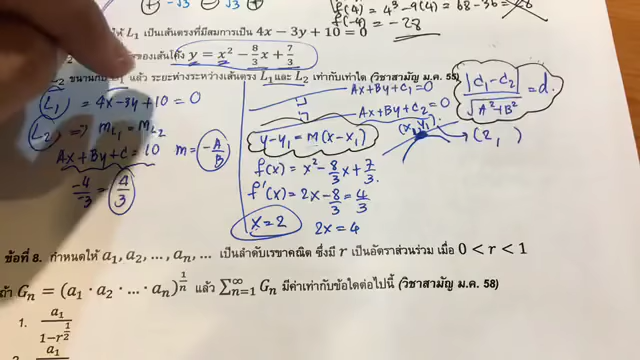 -√3 -√3
f(4) = 4³-9(4) = 68-36 =
f(-4) = -28
ให้ L₁ เป็นเส้นตรงที่มีสมการเป็น 4x − 3y + 10 = 0
ของเส้นโค้ง y = x² − 8/3 x + 7/3
L₂ ขนานกับ L₁ แล้ว ระยะห่างระหว่างเส้นตรง L₁ และ L₂ เท่ากับเท่าใด (วิชาสามัญ ม.ค. 55)
L₁ = 4x-3y+10 = 0
L₂ => m_L₁ = m_L₂
Ax+By+C = 10 m = -A/B
-4/-3 = 4/3
Ax+By+C₁ = 0
Ax+By+C₂ = 0
|C₁-C₂| / √(A²+B²) = d.
y-y₁ = m(x-x₁)
(x₁,y₁)
(2, )
f(x) = x²-8/3x+7/3.
f'(x) = 2x-8/3 = 4/3
x=2 2x = 4
ข้อที่ 8. กำหนดให้ a₁, a₂, … , aₙ, … เป็นลำดับเรขาคณิต ซึ่งมี r เป็นอัตราส่วนร่วม เมื่อ 0 < r < 1
ถ้า Gₙ = (a₁ · a₂ · … · aₙ)^(1/n) แล้ว ∑_{n=1}^∞ Gₙ มีค่าเท่ากับข้อใดต่อไปนี้ (วิชาสามัญ ม.ค. 58)
1. a₁ / (1−r^(1/2))
a₁